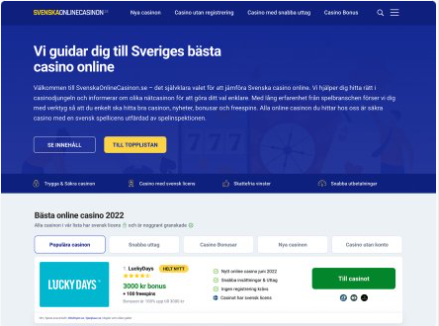 SVENSKAONLINECASINON
Nya casinon
Casino utan registrering
Casino med snabba uttag
Casino Bonus
Vi guidar dig till Sveriges bästa
casino online
Välkommen till SvenskaOnlineCasinon.se – det självklara valet för att jämföra Svenska casino online. Vi hjälper dig hitta rätt i
casinodjungeln och informerar om olika nätcasinon för att göra ditt val enklare. Med lång erfarenhet från spelbranschen förser vi dig
med verktyg så att du enkelt ska hitta bra casinon, nyheter, bonusar och freespins. Alla online casinon du hittar hos oss är säkra
casino med en svensk spellicens utfärdad av spelinspektionen.
SE INNEHÅLL
TILL TOPPLISTAN
777
Trygga & Säkra casinon
Casino med svensk licens
Skattefria vinster
Snabba utbetalningar
Bästa online casino 2022
Alla casinon i vår lista har svensk licens och är noggrant granskade
Populära casinon
Snabba uttag
Casino Bonusar
Nya casinon
Casino utan konto
LUCKY DAYS
LuckyDays
HELT NYTT
3000 kr bonus
+ 100 freespins
Bonusen är 100% upp till 3000 kr
Nytt online casino juni 2022
Snabba insättningar & Uttag
Ingen registrering krävs
Casinot har svensk licens
Till casinot